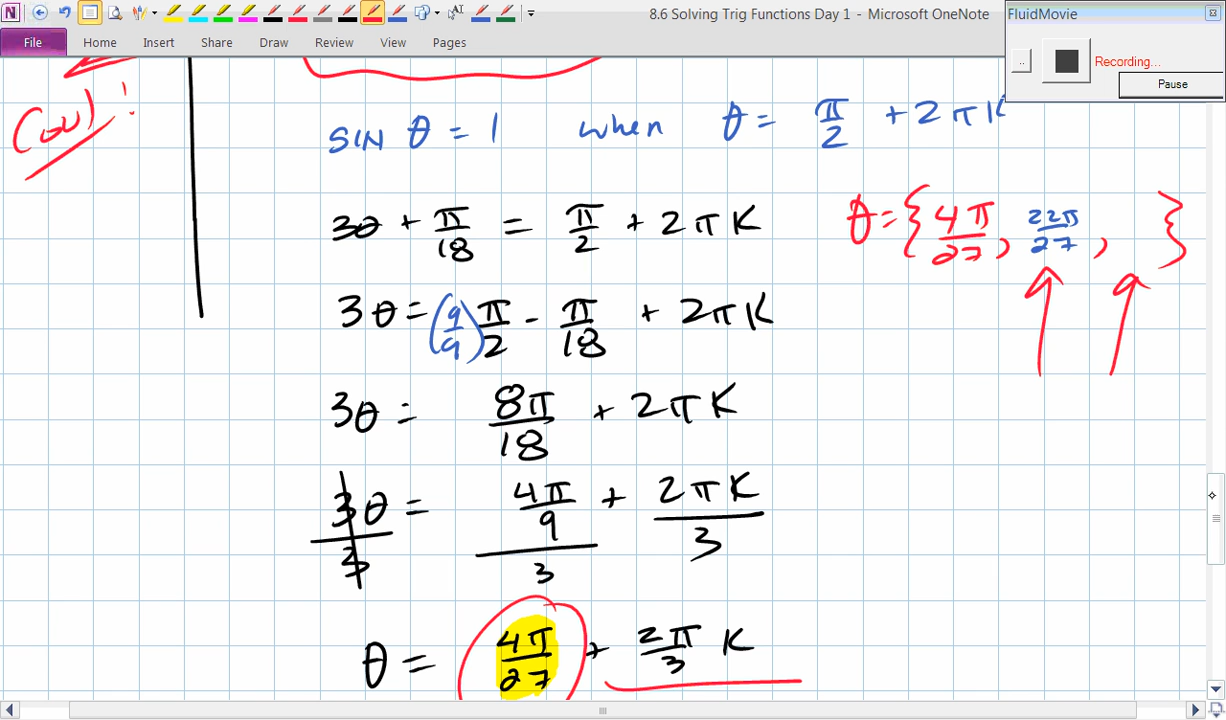 8.6 Solving Trig Functions Day 1 - Microsoft OneNote
FluidMovie
Recording...
..
Pause
File Home Insert Share Draw Review View Pages
SIN θ = 1 when θ = π/2 + 2πK
3θ + π/18 = π/2 + 2πK
θ = { 4π/27, 22π/27, }
3θ = (9/9) π/2 - π/18 + 2πK
3θ = 8π/18 + 2πK
3θ/3 = 4π/9/3 + 2πK/3
θ = 4π/27 + 2π/3 K